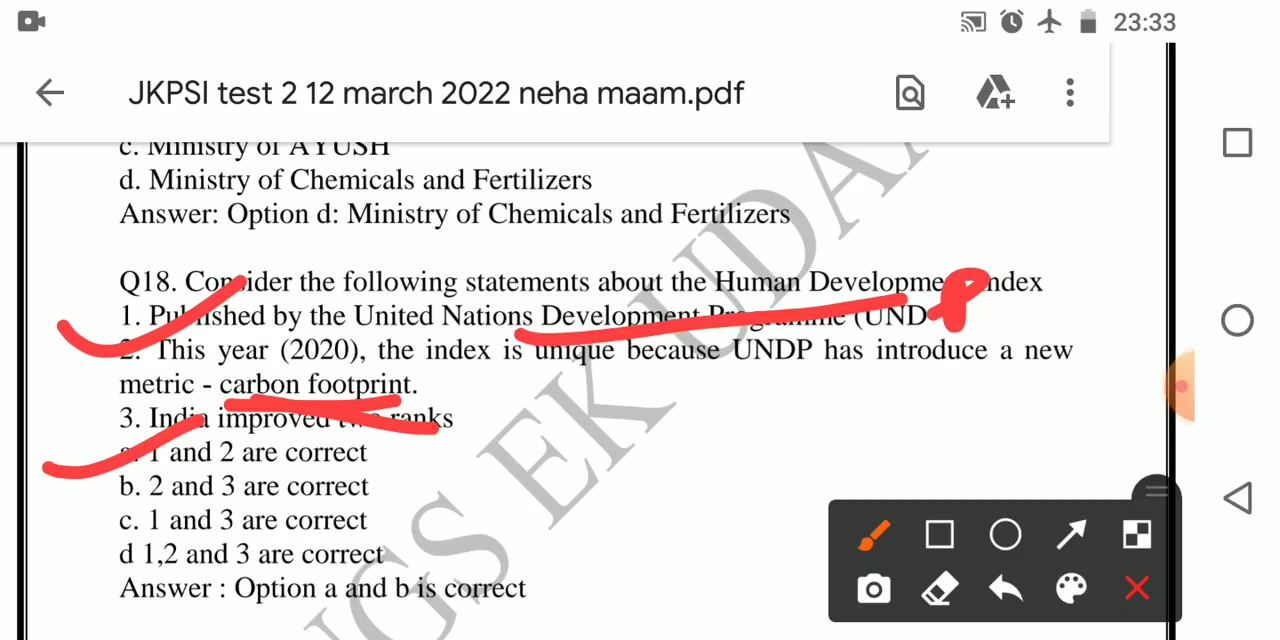 23:33
JKPSI test 2 12 march 2022 neha maam.pdf
c. Ministry of AYUSH
d. Ministry of Chemicals and Fertilizers
Answer: Option d: Ministry of Chemicals and Fertilizers
Q18. Consider the following statements about the Human Development Index
1. Published by the United Nations Development Programme (UNDP
2. This year (2020), the index is unique because UNDP has introduce a new
metric - carbon footprint.
3. India improved two ranks
a. 1 and 2 are correct
b. 2 and 3 are correct
c. 1 and 3 are correct
d 1,2 and 3 are correct
Answer : Option a and b is correct
GS EK UDAA